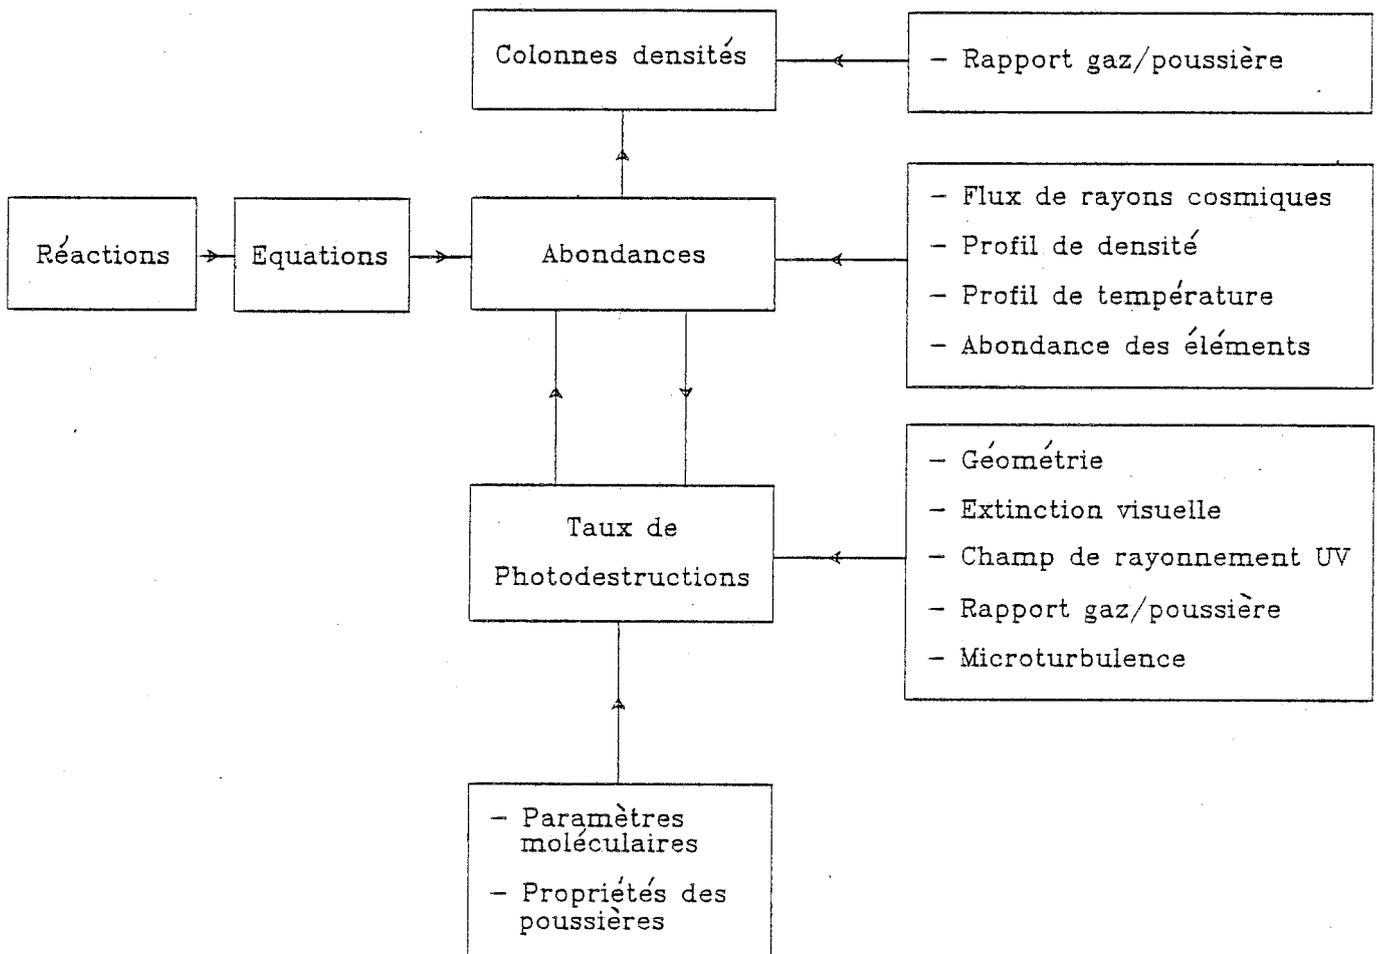 Colonnes densités
– Rapport gaz/poussière
Réactions
Equations
Abondances
– Flux de rayons cosmiques
– Profil de densité
– Profil de température
– Abondance des éléments
Taux de
Photodestructions
– Géométrie
– Extinction visuelle
– Champ de rayonnement UV
– Rapport gaz/poussière
– Microturbulence
– Paramètres
moléculaires
– Propriétés des
poussières